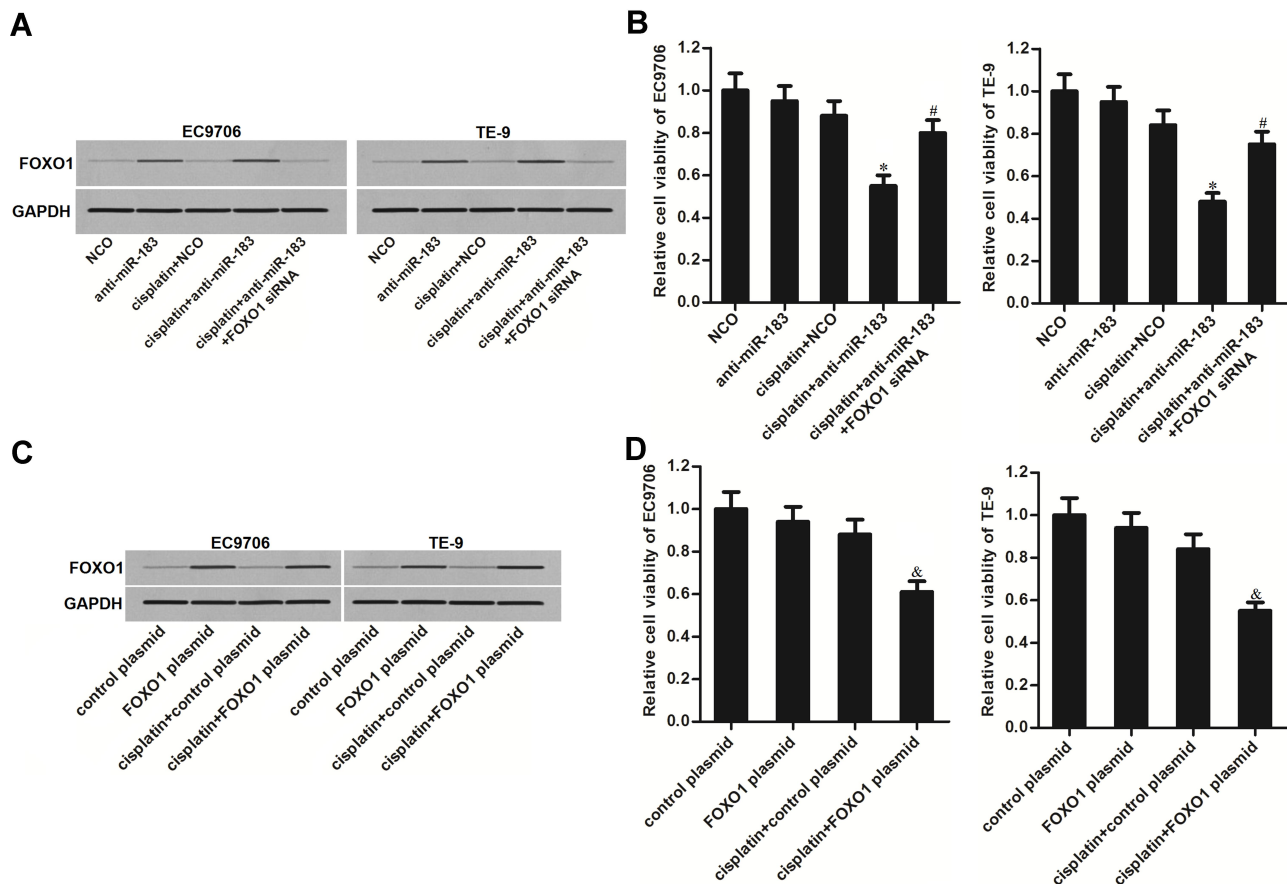 A
EC9706
TE-9
FOXO1
GAPDH
NCO
anti-miR-183
cisplatin+NCO
cisplatin+anti-miR-183
cisplatin+anti-miR-183
+FOXO1 siRNA
NCO
anti-miR-183
cisplatin+NCO
cisplatin+anti-miR-183
cisplatin+anti-miR-183
+FOXO1 siRNA
B
Relative cell viablity of EC9706
1.2
1.0
0.8
0.6
0.4
0.2
0.0
*
#
NCO
anti-miR-183
cisplatin+NCO
cisplatin+anti-miR-183
cisplatin+anti-miR-183
+FOXO1 siRNA
Relative cell viablity of TE-9
1.2
1.0
0.8
0.6
0.4
0.2
0.0
*
#
NCO
anti-miR-183
cisplatin+NCO
cisplatin+anti-miR-183
cisplatin+anti-miR-183
+FOXO1 siRNA
C
EC9706
TE-9
FOXO1
GAPDH
control plasmid
FOXO1 plasmid
cisplatin+control plasmid
cisplatin+FOXO1 plasmid
control plasmid
FOXO1 plasmid
cisplatin+control plasmid
cisplatin+FOXO1 plasmid
D
Relative cell viablity of EC9706
1.2
1.0
0.8
0.6
0.4
0.2
0.0
&
control plasmid
FOXO1 plasmid
cisplatin+control plasmid
cisplatin+FOXO1 plasmid
Relative cell viablity of TE-9
1.2
1.0
0.8
0.6
0.4
0.2
0.0
&
control plasmid
FOXO1 plasmid
cisplatin+control plasmid
cisplatin+FOXO1 plasmid